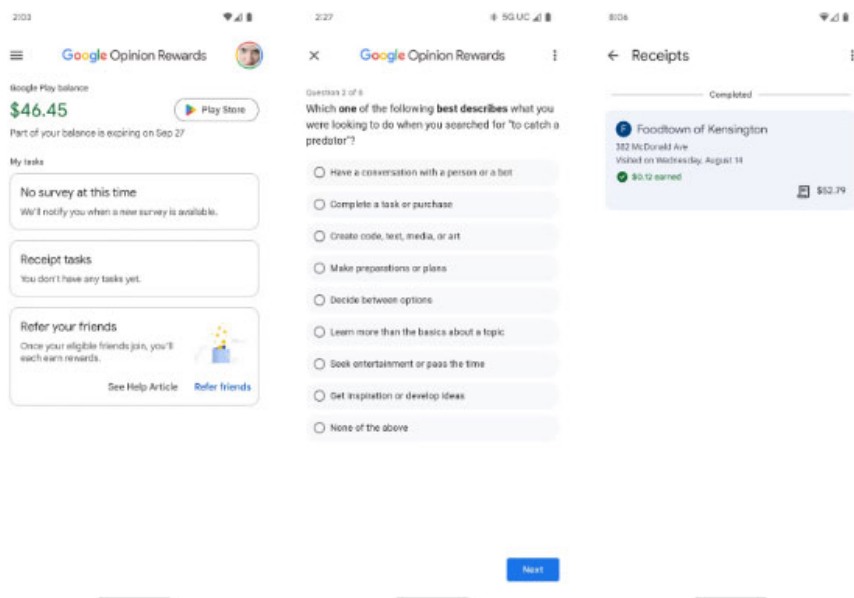 2:03
Google Opinion Rewards
Google Play balance
$46.45
Play Store
Part of your balance is expiring on Sep 27
My tasks
No survey at this time
We'll notify you when a new survey is available.
Receipt tasks
You don't have any tasks yet.
Refer your friends
Once your eligible friends join, you'll
each earn rewards.
See Help Article
Refer friends
2:27
5G UC
Google Opinion Rewards
Question 2 of 6
Which one of the following best describes what you
were looking to do when you searched for "to catch a
predator"?
Have a conversation with a person or a bot
Complete a task or purchase
Create code, text, media, or art
Make preparations or plans
Decide between options
Learn more than the basics about a topic
Seek entertainment or pass the time
Get inspiration or develop ideas
None of the above
Next
8:06
Receipts
Completed
F
Foodtown of Kensington
382 McDonald Ave
Visited on Wednesday, August 14
$0.12 earned
$52.79